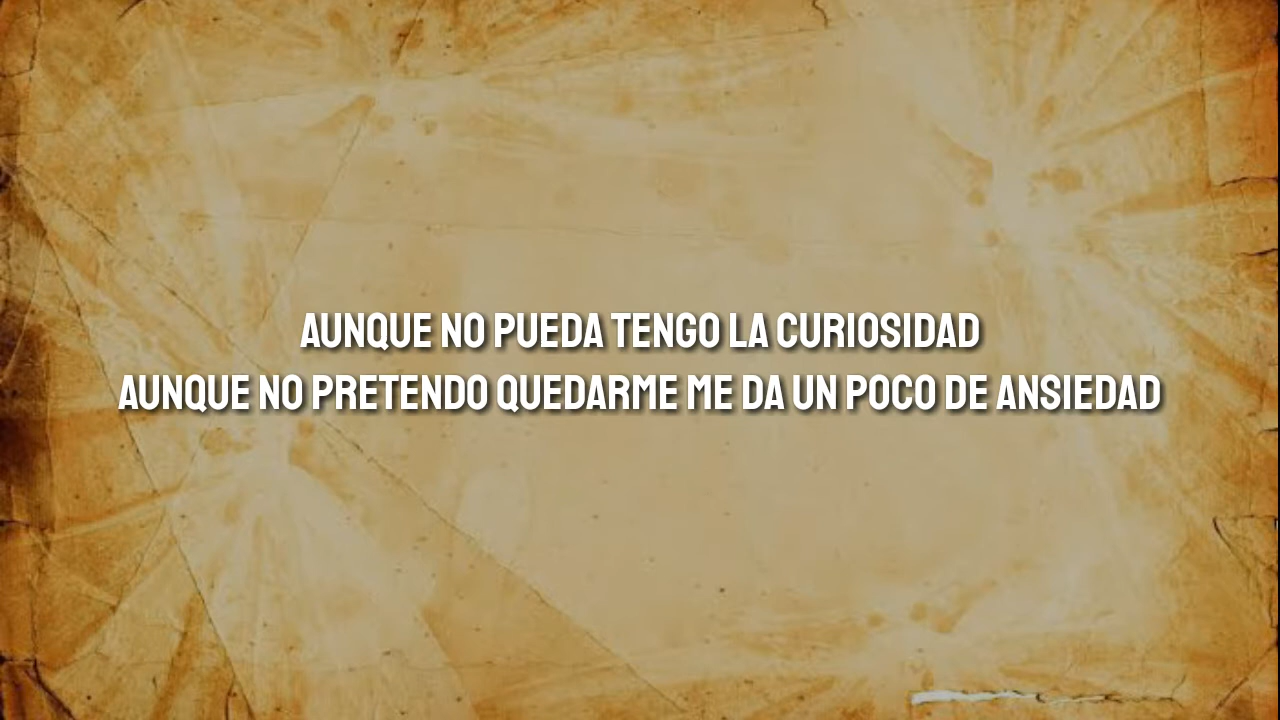 AUNQUE NO PUEDA TENGO LA CURIOSIDAD
AUNQUE NO PRETENDO QUEDARME ME DA UN POCO DE ANSIEDAD